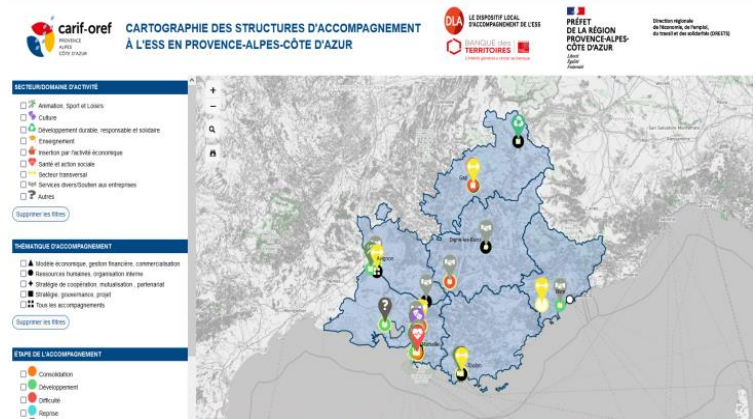 carif-oref
PROVENCE
ALPES
CÔTE D'AZUR
CARTOGRAPHIE DES STRUCTURES D'ACCOMPAGNEMENT
À L'ESS EN PROVENCE-ALPES-CÔTE D'AZUR
DLA
LE DISPOSITIF LOCAL
D'ACCOMPAGNEMENT DE L'ESS
BANQUE des
TERRITOIRES
PRÉFET
DE LA RÉGION
PROVENCE-ALPES-
CÔTE D'AZUR
Liberté
Égalité
Fraternité
Direction régionale
de l'économie, de l'emploi,
du travail et des solidarités (DREETS)
SECTEUR/DOMAINE D'ACTIVITÉ
Animation, Sport et Loisirs
Culture
Développement durable, responsable et solidaire
Enseignement
Insertion par l'activité économique
Santé et action sociale
Secteur transversal
Services divers/Soutien aux entreprises
Autres
Supprimer les filtres
THÉMATIQUE D'ACCOMPAGNEMENT
Modèle économique, gestion financière, commercialisation
Ressources humaines, organisation interne
Stratégie de coopération, mutualisation, partenariat
Stratégie, gouvernance, projet
Tous les accompagnements
Supprimer les filtres
ÉTAPE DE L'ACCOMPAGNEMENT
Consolidation
Développement
Difficulté
Reprise
+
−
Gap
Digne-les-Bains
Avignon
Nice
?
Marseille
Toulon